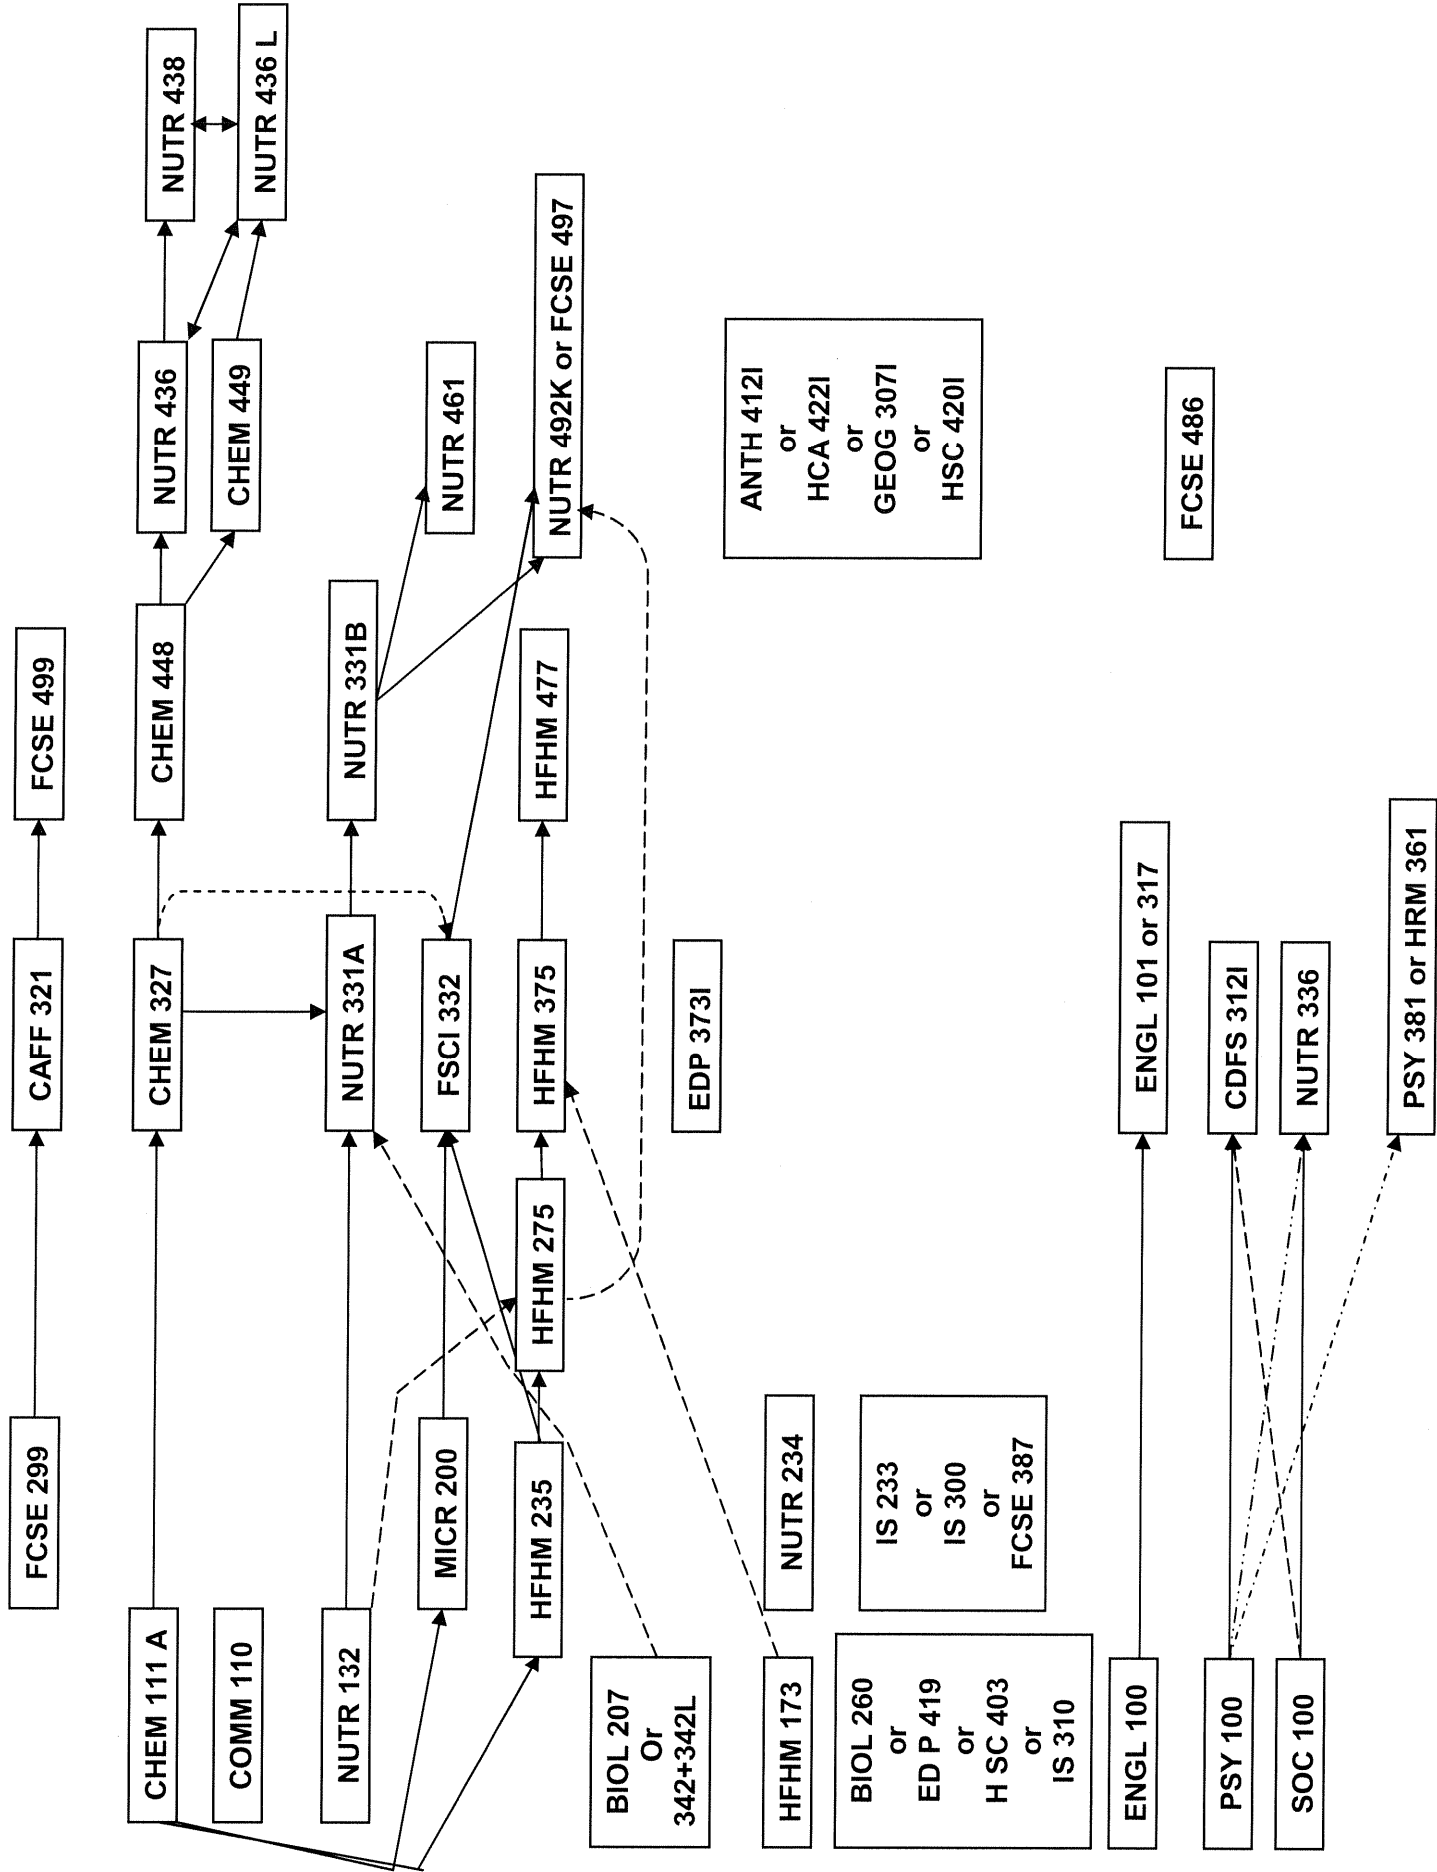 FCSE 299
CAFF 321
FCSE 499
CHEM 111 A
CHEM 327
CHEM 448
NUTR 436
NUTR 438
COMM 110
CHEM 449
NUTR 436 L
NUTR 132
NUTR 331A
NUTR 331B
MICR 200
FSCI 332
NUTR 461
HFHM 235
HFHM 275
HFHM 375
HFHM 477
NUTR 492K or FCSE 497
BIOL 207
Or
342+342L
EDP 373I
HFHM 173
NUTR 234
ANTH 412I
or
HCA 422I
or
GEOG 307I
or
HSC 420I
BIOL 260
or
ED P 419
or
H SC 403
or
IS 310
IS 233
or
IS 300
or
FCSE 387
ENGL 100
ENGL 101 or 317
FCSE 486
PSY 100
CDFS 312I
SOC 100
NUTR 336
PSY 381 or HRM 361